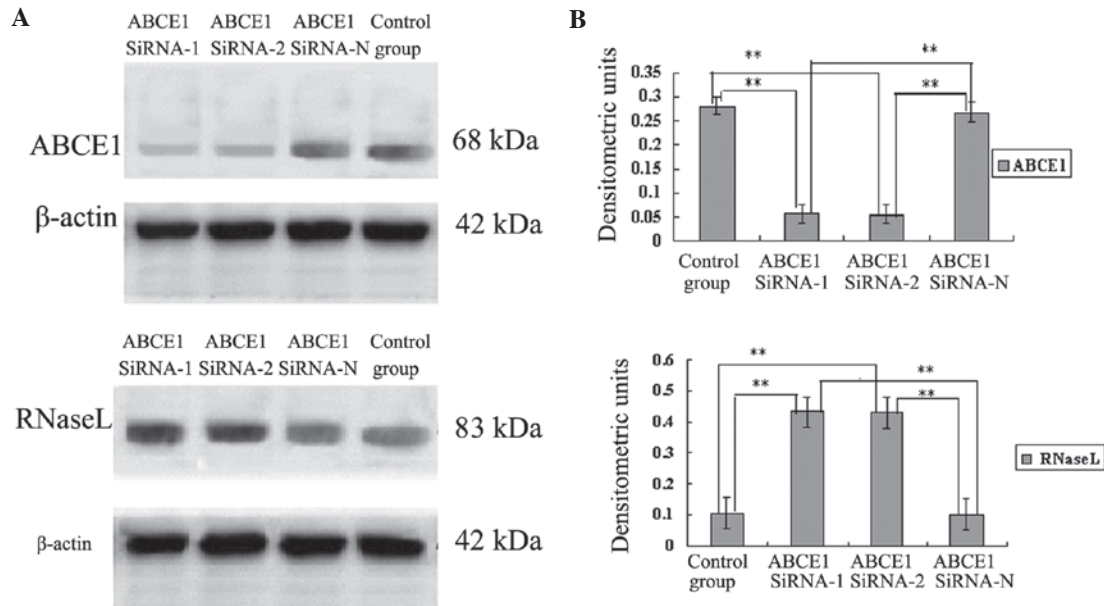 A
ABCE1 ABCE1 ABCE1 Control
SiRNA-1 SiRNA-2 SiRNA-N group
ABCE1
68 kDa
β-actin
42 kDa
ABCE1 ABCE1 ABCE1 Control
SiRNA-1 SiRNA-2 SiRNA-N group
RNaseL
83 kDa
β-actin
42 kDa
B
Densitometric units
0.35
0.3
0.25
0.15
0.05
0
** ** ** **
Control ABCE1 ABCE1 ABCE1
group SiRNA-1 SiRNA-2 SiRNA-N
ABCE1
Densitometric units
0.6
0.5
0.4
0.3
0.2
0.1
0
** ** ** **
Control ABCE1 ABCE1 ABCE1
group SiRNA-1 SiRNA-2 SiRNA-N
RNaseL